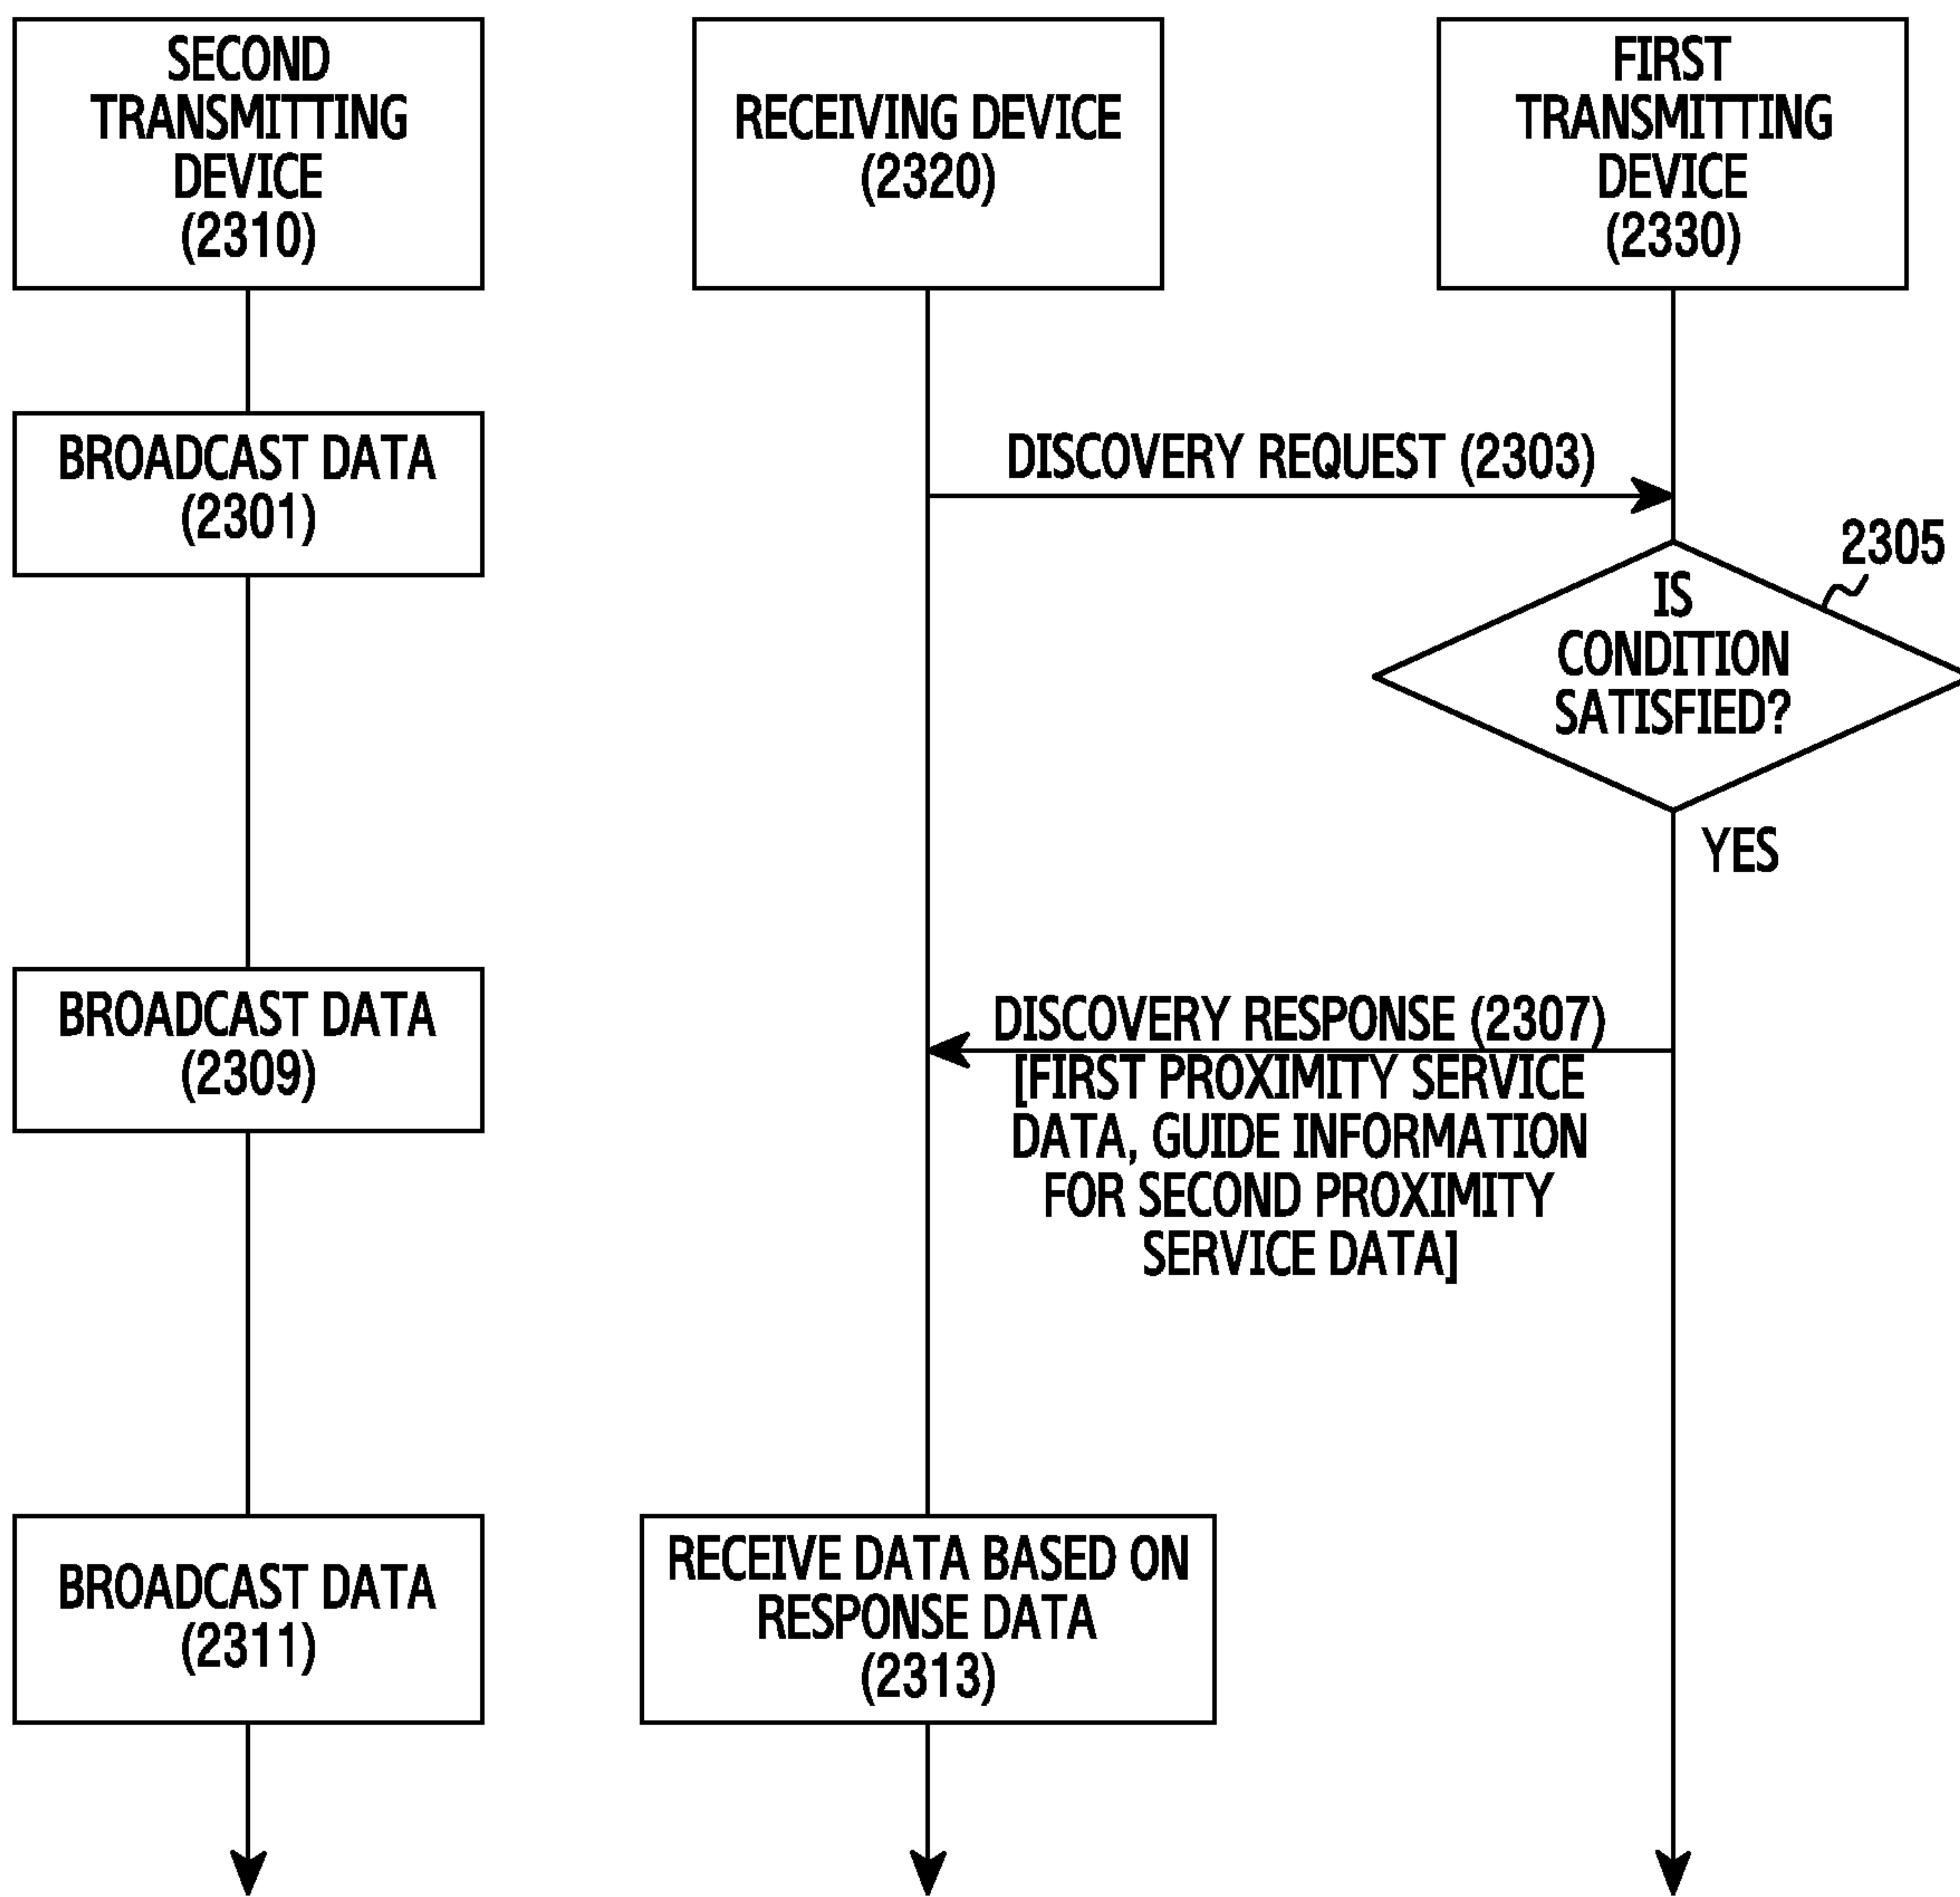 SECOND
TRANSMITTING
DEVICE
(2310)
RECEIVING DEVICE
(2320)
FIRST
TRANSMITTING
DEVICE
(2330)
BROADCAST DATA
(2301)
DISCOVERY REQUEST (2303)
2305
IS
CONDITION
SATISFIED?
YES
BROADCAST DATA
(2309)
DISCOVERY RESPONSE (2307)
[FIRST PROXIMITY SERVICE
DATA, GUIDE INFORMATION
FOR SECOND PROXIMITY
SERVICE DATA]
BROADCAST DATA
(2311)
RECEIVE DATA BASED ON
RESPONSE DATA
(2313)